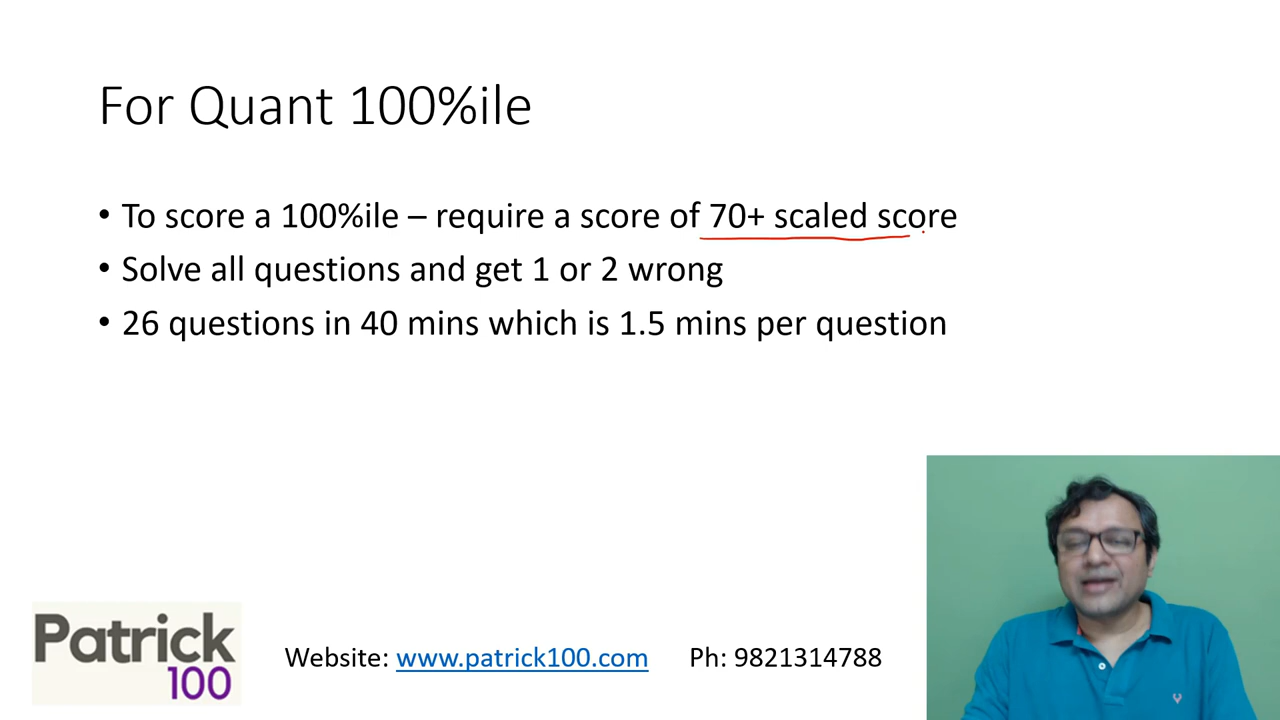 For Quant 100%ile
• To score a 100%ile – require a score of 70+ scaled score
• Solve all questions and get 1 or 2 wrong
• 26 questions in 40 mins which is 1.5 mins per question
Patrick
100
Website: www.patrick100.com Ph: 9821314788